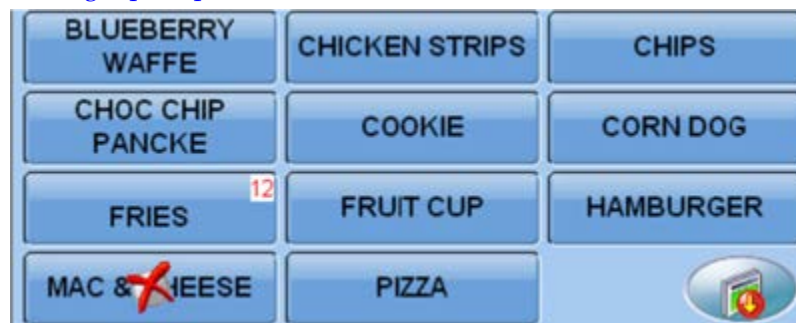 BLUEBERRY
WAFFE
CHICKEN STRIPS
CHIPS
CHOC CHIP
PANCKE
COOKIE
CORN DOG
12
FRIES
FRUIT CUP
HAMBURGER
MAC & HEESE
PIZZA